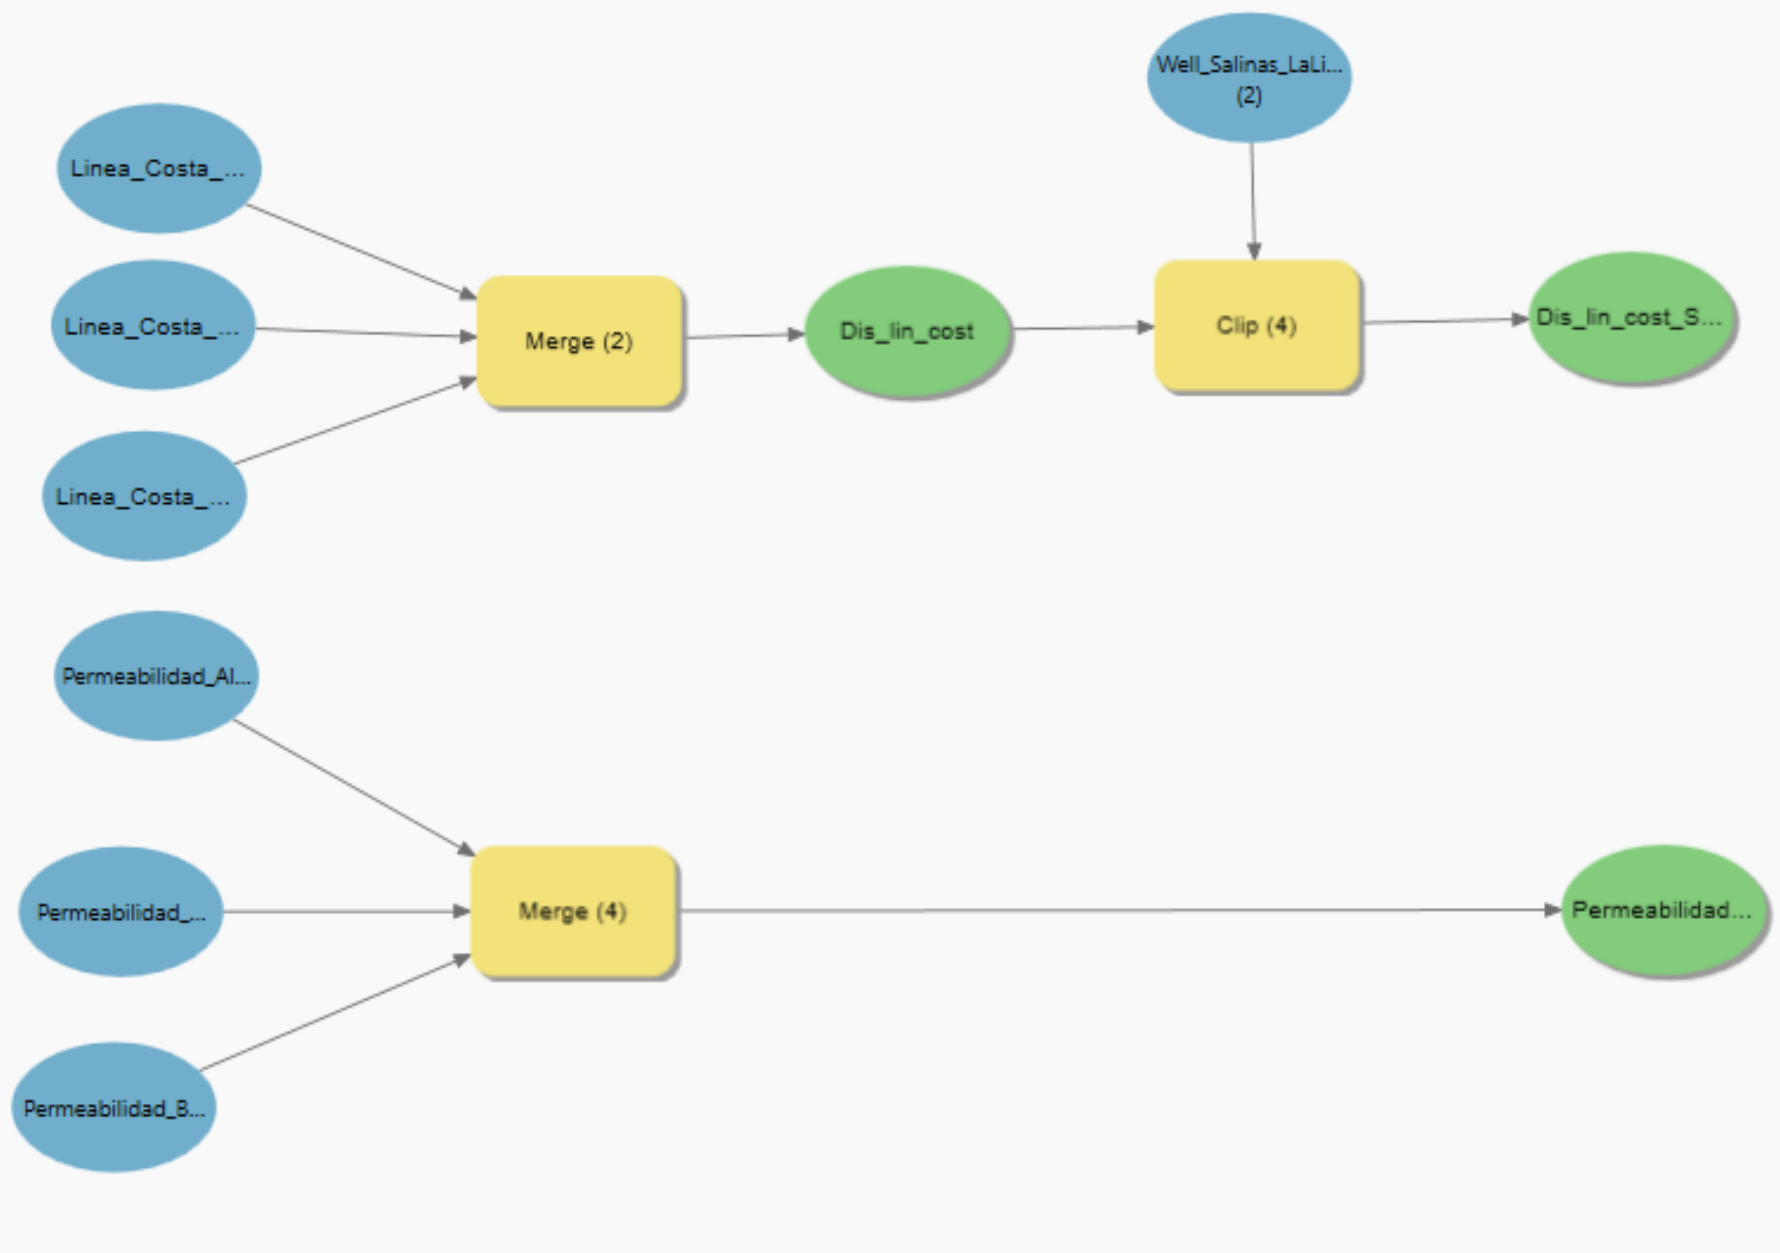 Well_Salinas_LaLi...
(2)
Linea_Costa_...
Linea_Costa_...
Merge (2)
Dis_lin_cost
Clip (4)
Dis_lin_cost_S...
Linea_Costa_...
Permeabilidad_Al...
Permeabilidad_...
Merge (4)
Permeabilidad...
Permeabilidad_B...